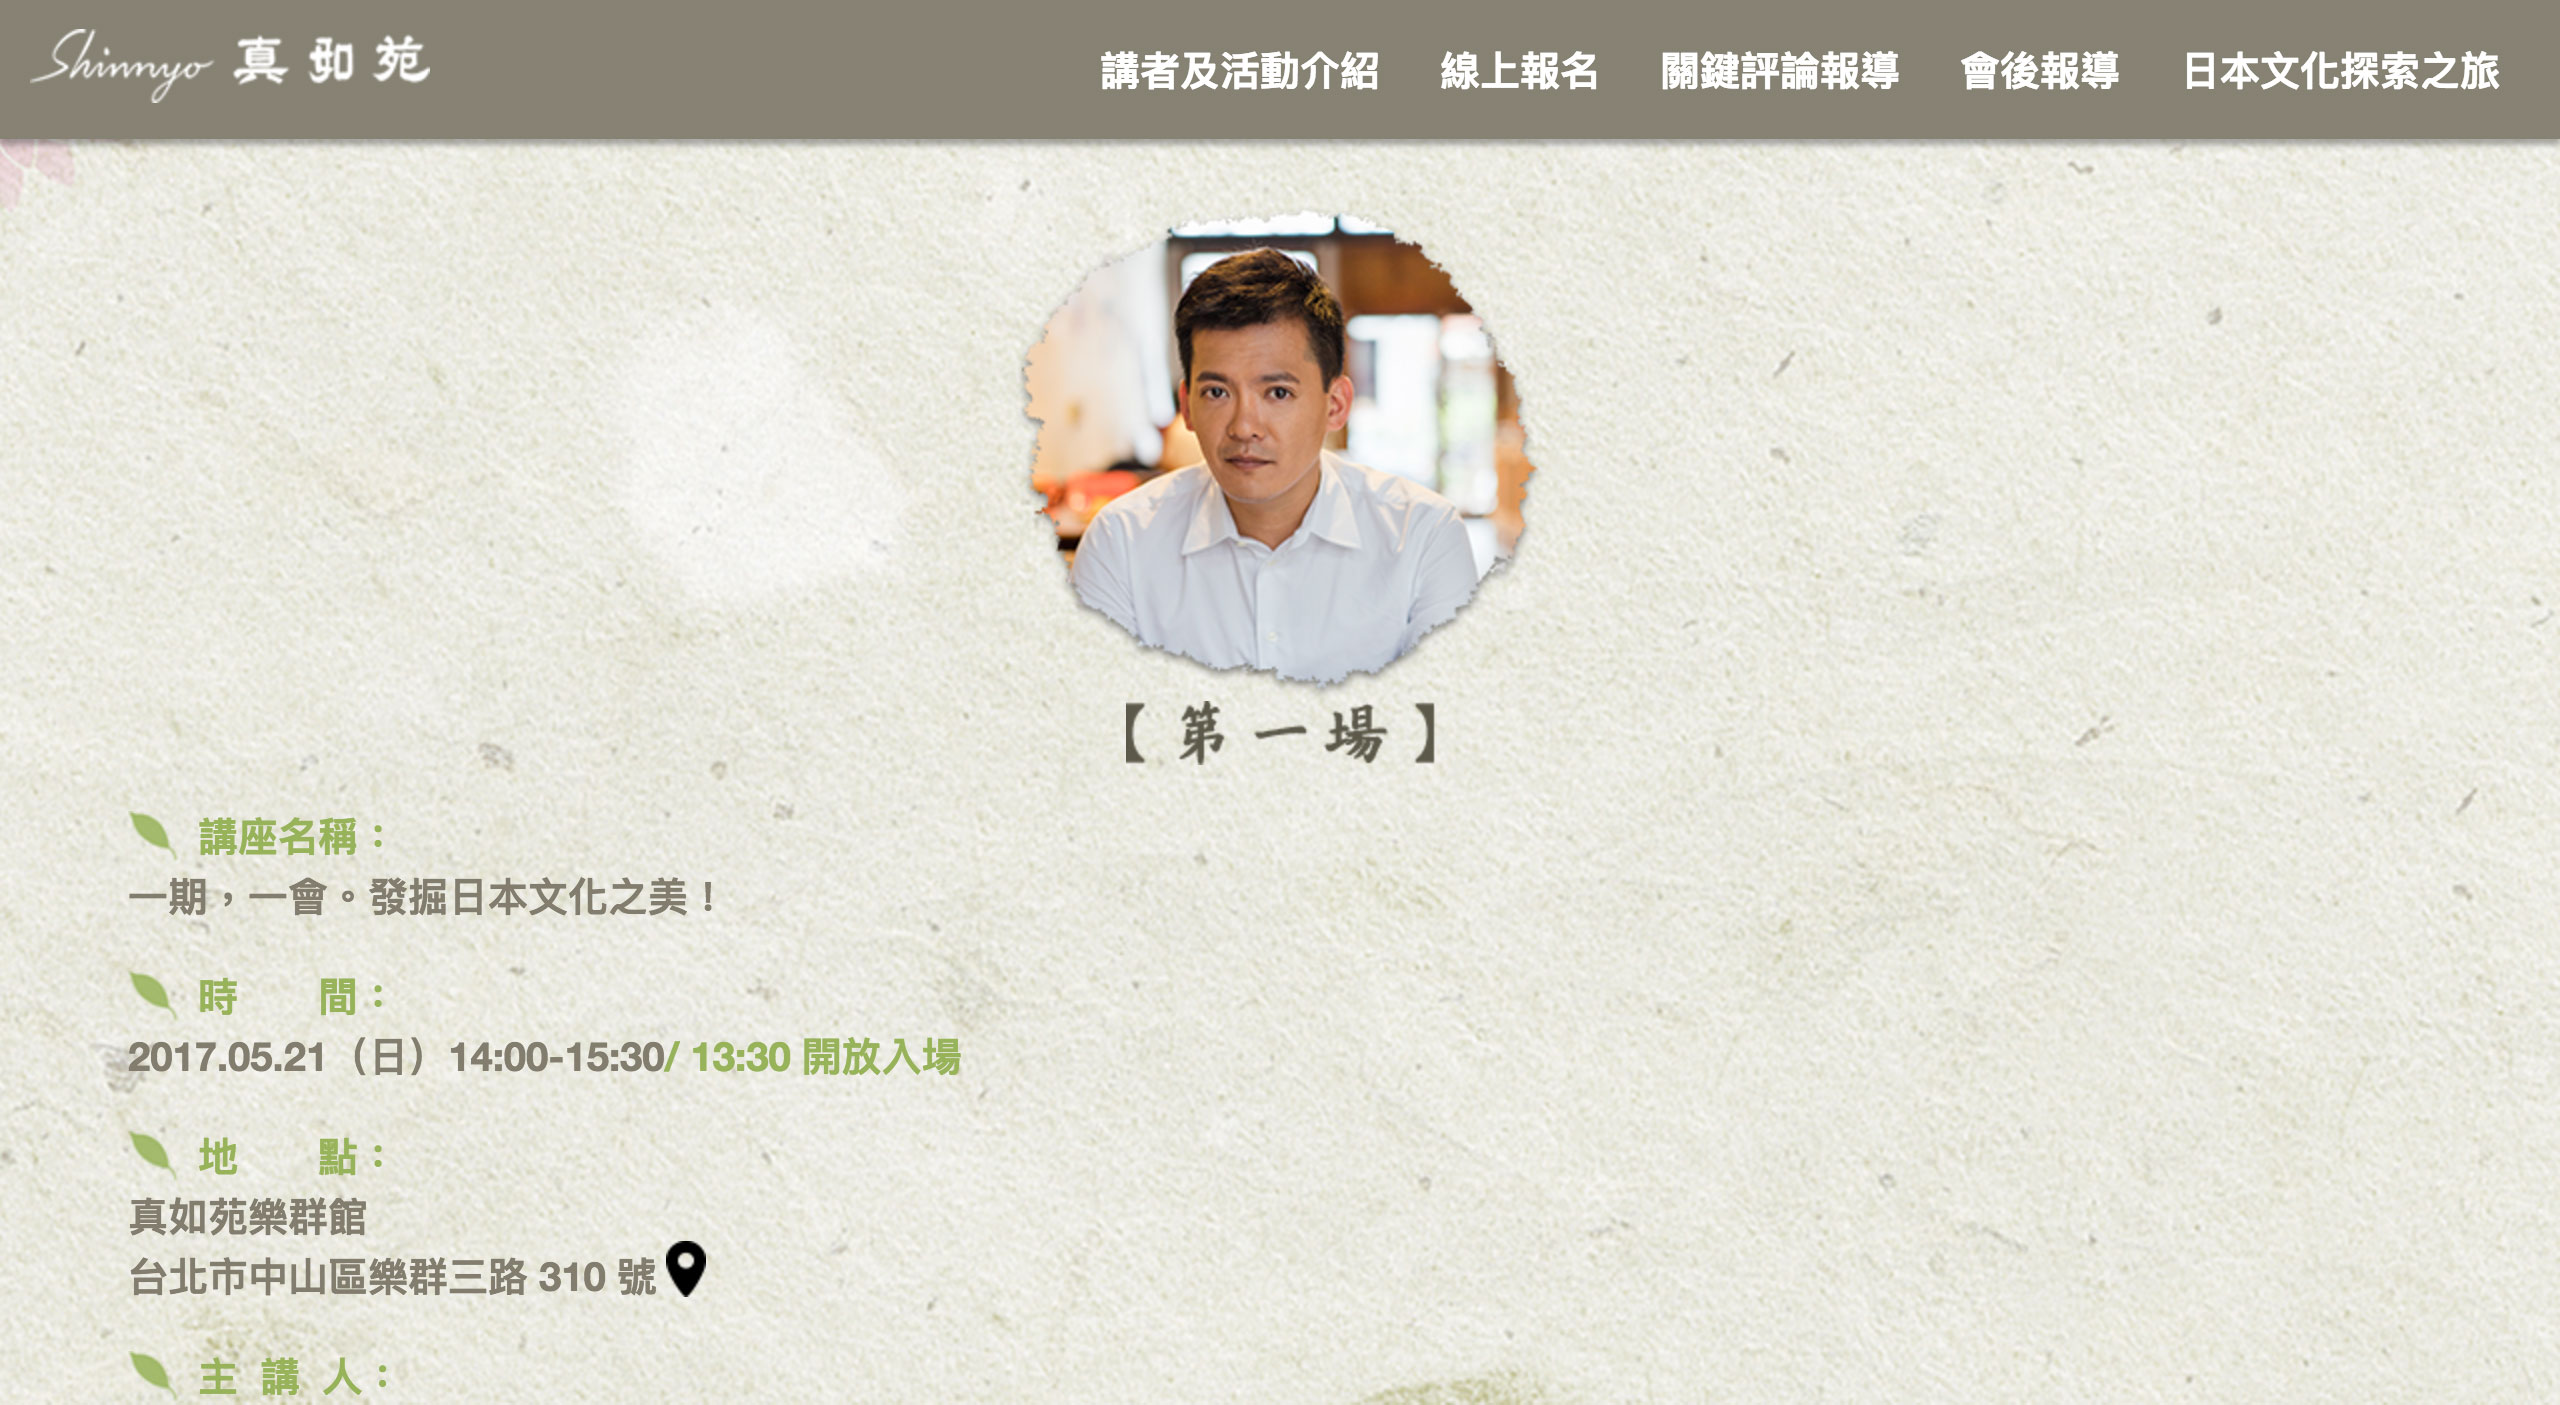 Shinnyo 真如苑
講者及活動介紹 線上報名 關鍵評論報導 會後報導 日本文化探索之旅
【第一場】
講座名稱：
一期，一會。發掘日本文化之美！
時　　間：
2017.05.21（日）14:00-15:30/ 13:30 開放入場
地　　點：
真如苑樂群館
台北市中山區樂群三路 310 號
主 講 人：